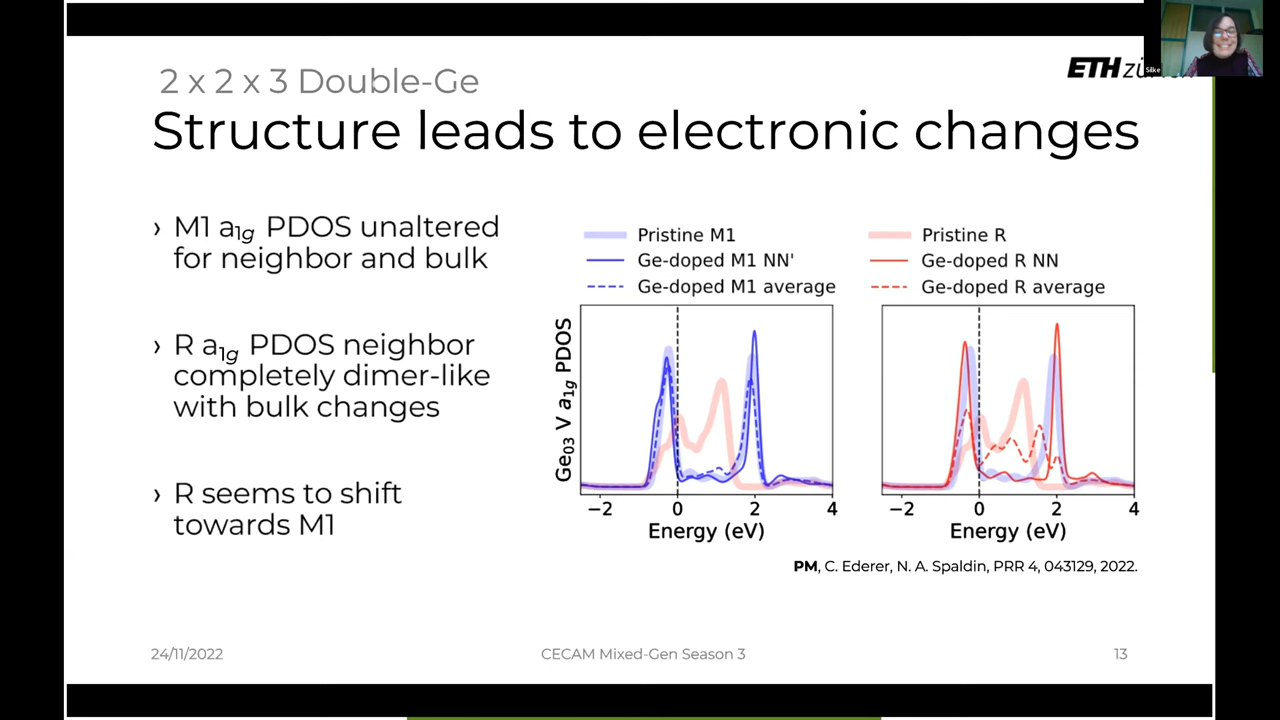 2 x 2 x 3 Double-Ge
ETH zü
Silke
Structure leads to electronic changes
› M1 a1g PDOS unaltered
for neighbor and bulk
› R a1g PDOS neighbor
completely dimer-like
with bulk changes
› R seems to shift
towards M1
Pristine M1
Ge-doped M1 NN'
Ge-doped M1 average
Pristine R
Ge-doped R NN
Ge-doped R average
Ge03 V a1g PDOS
−2 0 2 4
Energy (eV)
−2 0 2 4
Energy (eV)
PM, C. Ederer, N. A. Spaldin, PRR 4, 043129, 2022.
24/11/2022
CECAM Mixed-Gen Season 3
13